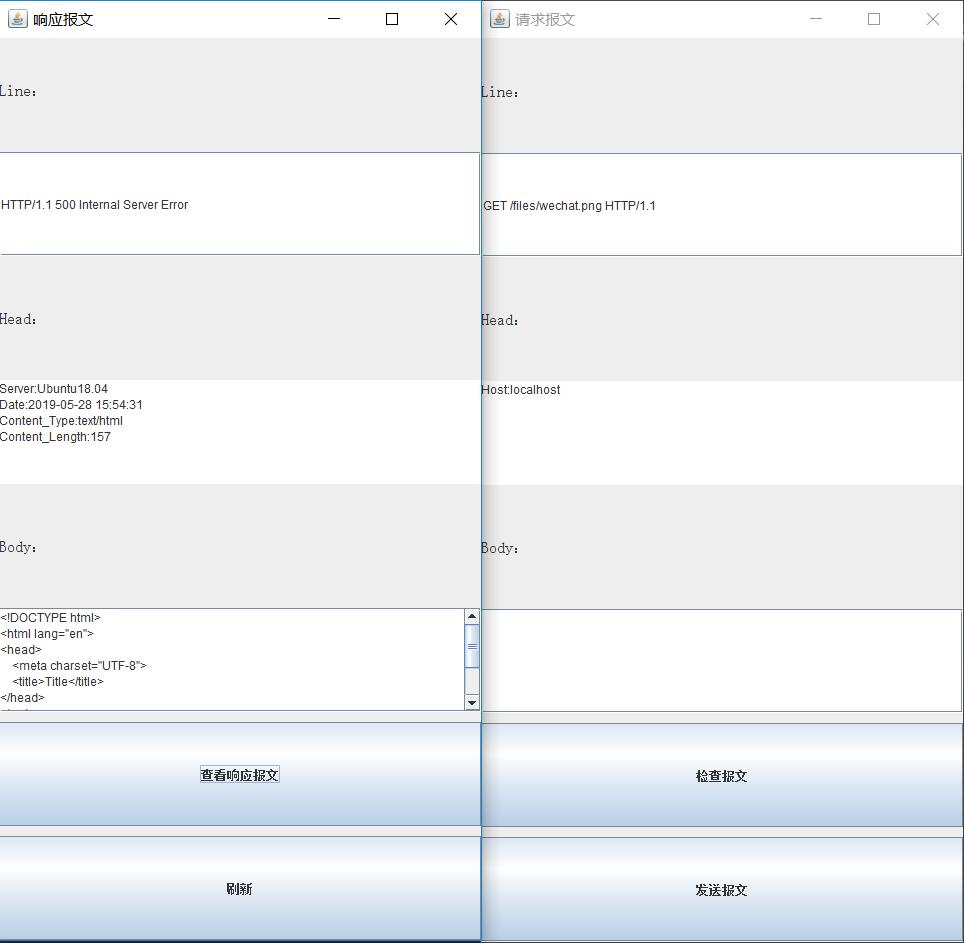 响应报文
Line：
HTTP/1.1 500 Internal Server Error
Head：
Server:Ubuntu18.04
Date:2019-05-28 15:54:31
Content_Type:text/html
Content_Length:157
Body：
<!DOCTYPE html>
<html lang="en">
<head>
    <meta charset="UTF-8">
    <title>Title</title>
</head>
查看响应报文
刷新
请求报文
Line：
GET /files/wechat.png HTTP/1.1
Head：
Host:localhost
Body：
检查报文
发送报文